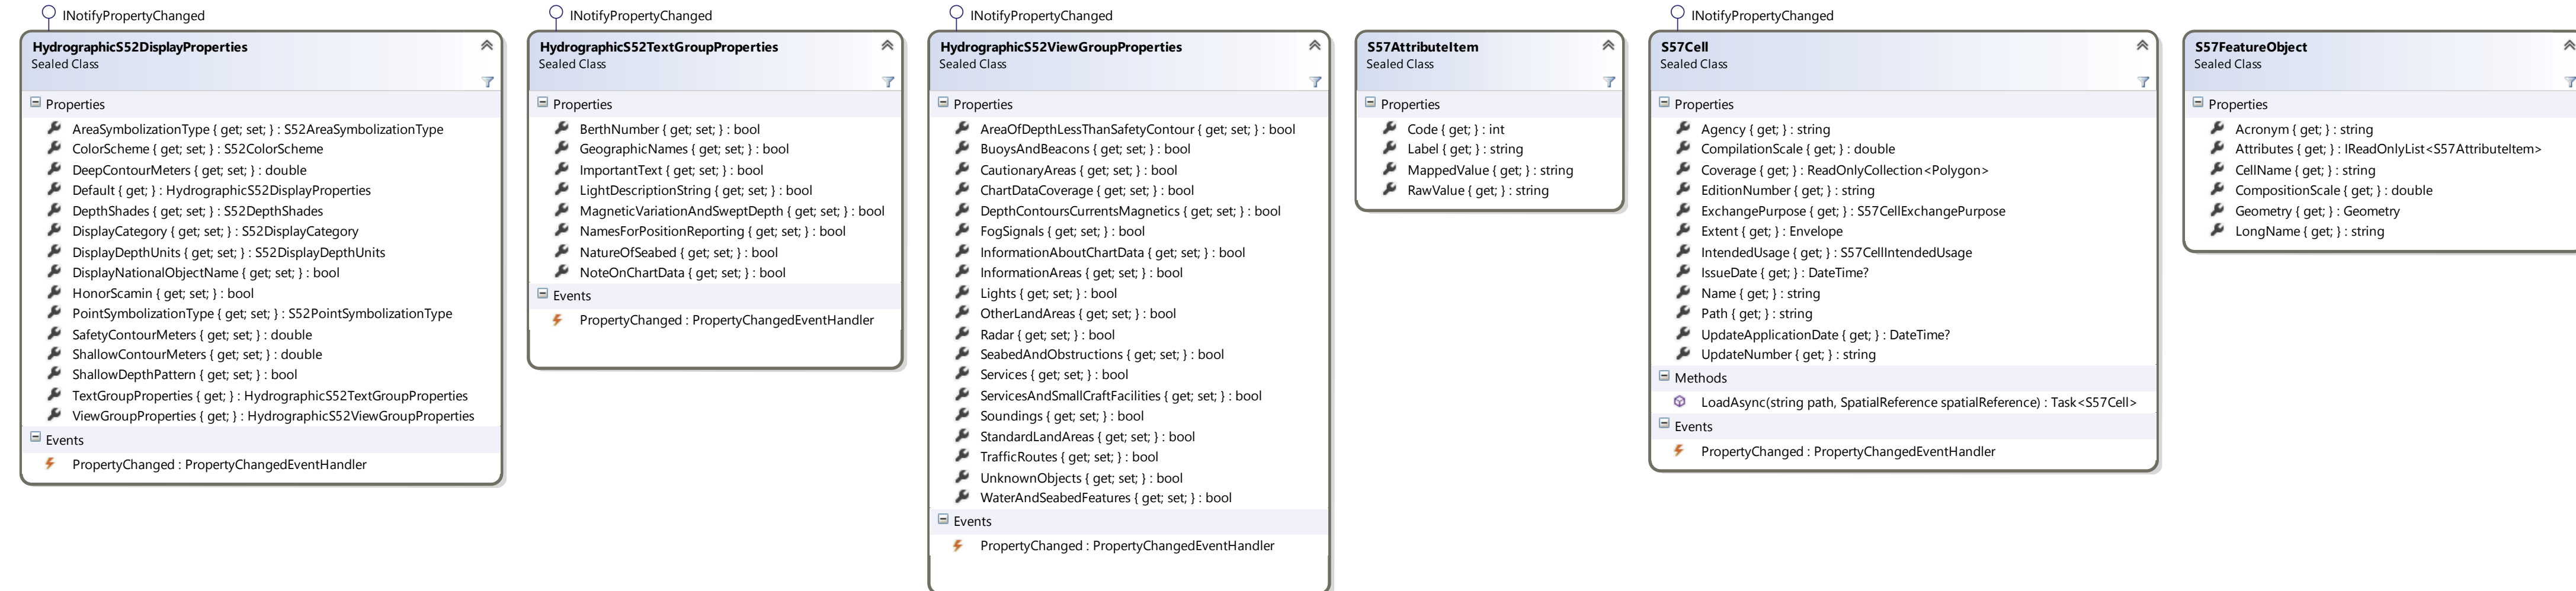 INotifyPropertyChanged
HydrographicS52DisplayProperties
Sealed Class
Properties
AreaSymbolizationType { get; set; } : S52AreaSymbolizationType
ColorScheme { get; set; } : S52ColorScheme
DeepContourMeters { get; set; } : double
Default { get; } : HydrographicS52DisplayProperties
DepthShades { get; set; } : S52DepthShades
DisplayCategory { get; set; } : S52DisplayCategory
DisplayDepthUnits { get; set; } : S52DisplayDepthUnits
DisplayNationalObjectName { get; set; } : bool
HonorScamin { get; set; } : bool
PointSymbolizationType { get; set; } : S52PointSymbolizationType
SafetyContourMeters { get; set; } : double
ShallowContourMeters { get; set; } : double
ShallowDepthPattern { get; set; } : bool
TextGroupProperties { get; } : HydrographicS52TextGroupProperties
ViewGroupProperties { get; } : HydrographicS52ViewGroupProperties
Events
PropertyChanged : PropertyChangedEventHandler
INotifyPropertyChanged
HydrographicS52TextGroupProperties
Sealed Class
Properties
BerthNumber { get; set; } : bool
GeographicNames { get; set; } : bool
ImportantText { get; set; } : bool
LightDescriptionString { get; set; } : bool
MagneticVariationAndSweptDepth { get; set; } : bool
NamesForPositionReporting { get; set; } : bool
NatureOfSeabed { get; set; } : bool
NoteOnChartData { get; set; } : bool
Events
PropertyChanged : PropertyChangedEventHandler
INotifyPropertyChanged
HydrographicS52ViewGroupProperties
Sealed Class
Properties
AreaOfDepthLessThanSafetyContour { get; set; } : bool
BuoysAndBeacons { get; set; } : bool
CautionaryAreas { get; set; } : bool
ChartDataCoverage { get; set; } : bool
DepthContoursCurrentsMagnetics { get; set; } : bool
FogSignals { get; set; } : bool
InformationAboutChartData { get; set; } : bool
InformationAreas { get; set; } : bool
Lights { get; set; } : bool
OtherLandAreas { get; set; } : bool
Radar { get; set; } : bool
SeabedAndObstructions { get; set; } : bool
Services { get; set; } : bool
ServicesAndSmallCraftFacilities { get; set; } : bool
Soundings { get; set; } : bool
StandardLandAreas { get; set; } : bool
TrafficRoutes { get; set; } : bool
UnknownObjects { get; set; } : bool
WaterAndSeabedFeatures { get; set; } : bool
Events
PropertyChanged : PropertyChangedEventHandler
S57AttributeItem
Sealed Class
Properties
Code { get; } : int
Label { get; } : string
MappedValue { get; } : string
RawValue { get; } : string
INotifyPropertyChanged
S57Cell
Sealed Class
Properties
Agency { get; } : string
CompilationScale { get; } : double
Coverage { get; } : ReadOnlyCollection<Polygon>
EditionNumber { get; } : string
ExchangePurpose { get; } : S57CellExchangePurpose
Extent { get; } : Envelope
IntendedUsage { get; } : S57CellIntendedUsage
IssueDate { get; } : DateTime?
Name { get; } : string
Path { get; } : string
UpdateApplicationDate { get; } : DateTime?
UpdateNumber { get; } : string
Methods
LoadAsync(string path, SpatialReference spatialReference) : Task<S57Cell>
Events
PropertyChanged : PropertyChangedEventHandler
S57FeatureObject
Sealed Class
Properties
Acronym { get; } : string
Attributes { get; } : IReadOnlyList<S57AttributeItem>
CellName { get; } : string
CompositionScale { get; } : double
Geometry { get; } : Geometry
LongName { get; } : string